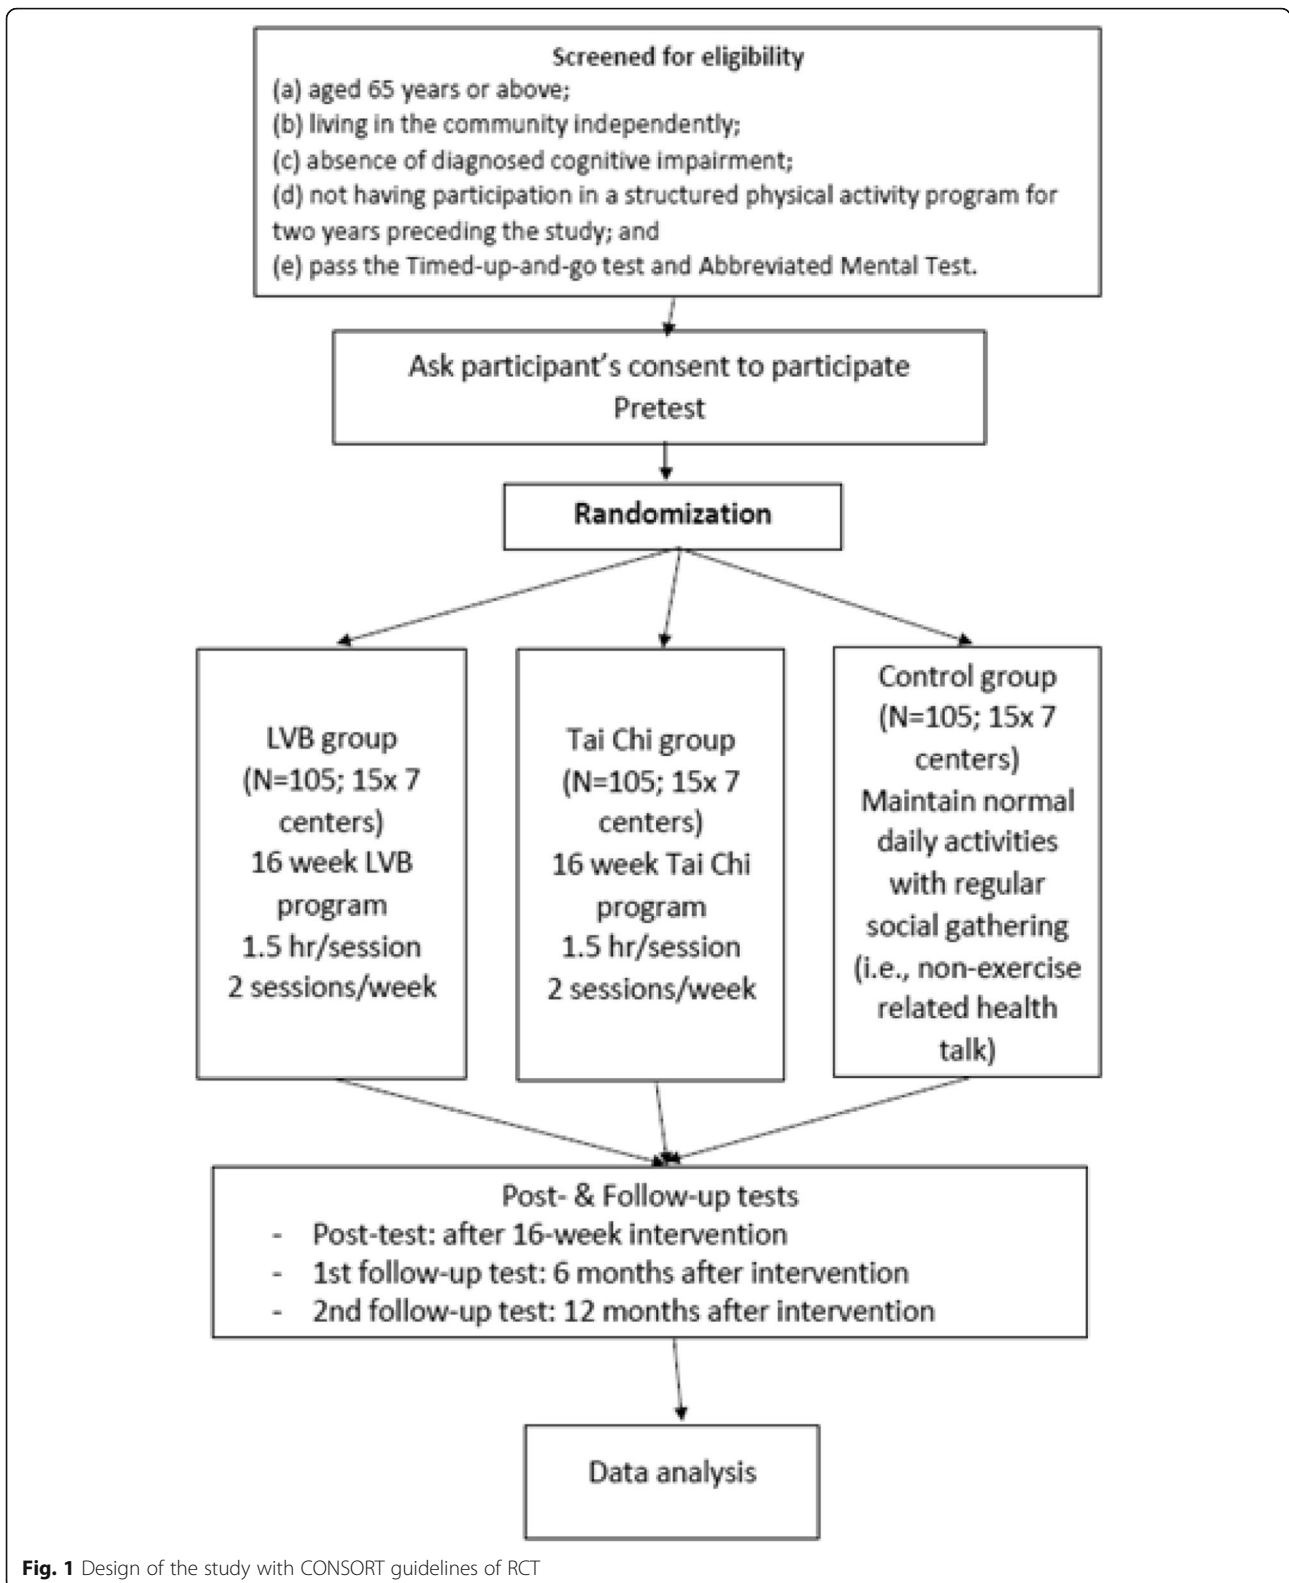 Screened for eligibility
(a) aged 65 years or above;
(b) living in the community independently;
(c) absence of diagnosed cognitive impairment;
(d) not having participation in a structured physical activity program for
two years preceding the study; and
(e) pass the Timed-up-and-go test and Abbreviated Mental Test.
Ask participant's consent to participate
Pretest
Randomization
LVB group
(N=105; 15x 7
centers)
16 week LVB
program
1.5 hr/session
2 sessions/week
Tai Chi group
(N=105; 15x 7
centers)
16 week Tai Chi
program
1.5 hr/session
2 sessions/week
Control group
(N=105; 15x 7
centers)
Maintain normal
daily activities
with regular
social gathering
(i.e., non-exercise
related health
talk)
Post- & Follow-up tests
- Post-test: after 16-week intervention
- 1st follow-up test: 6 months after intervention
- 2nd follow-up test: 12 months after intervention
Data analysis
Fig. 1 Design of the study with CONSORT guidelines of RCT